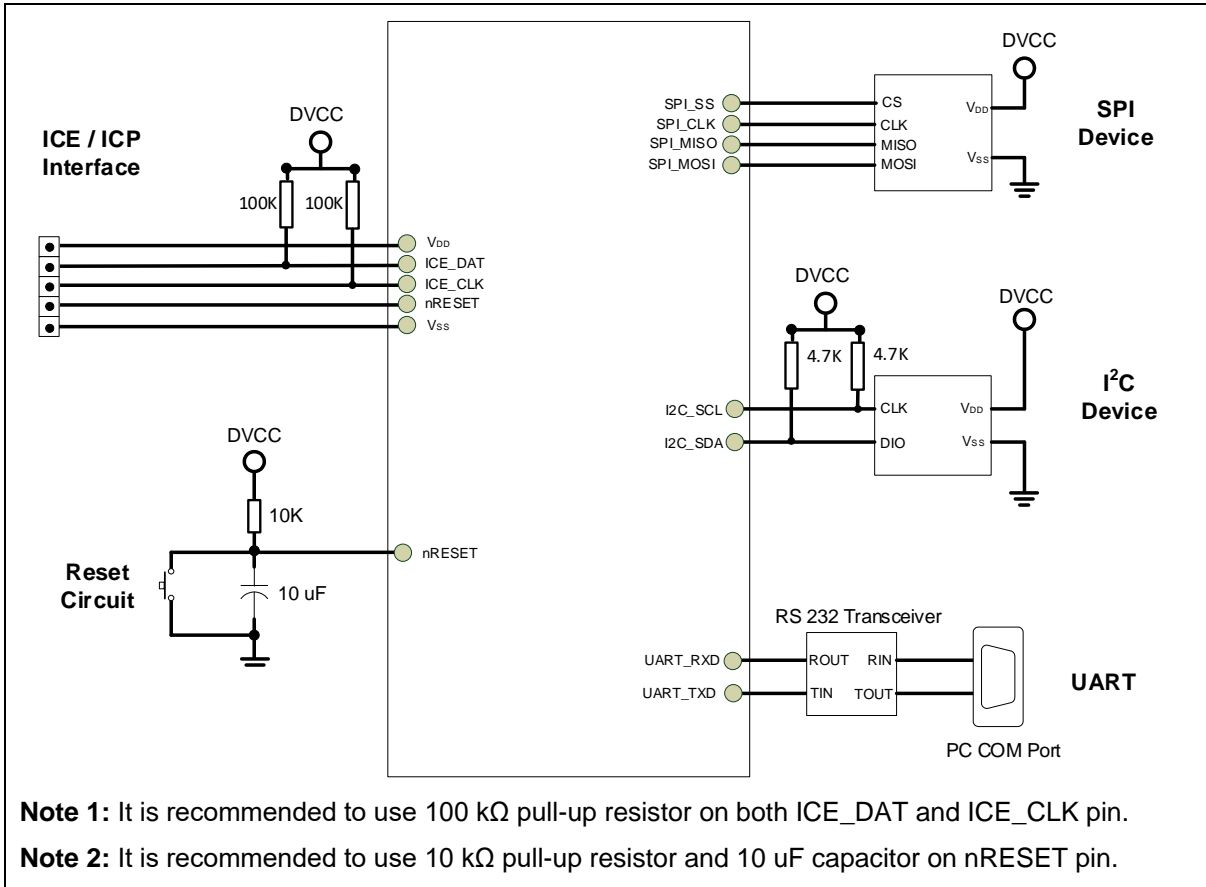 ICE / ICP
Interface
DVCC
100K
100K
VDD
ICE_DAT
ICE_CLK
nRESET
VSS
DVCC
10K
nRESET
10 uF
Reset
Circuit
SPI_SS
SPI_CLK
SPI_MISO
SPI_MOSI
CS
CLK
MISO
MOSI
VDD
VSS
DVCC
SPI
Device
DVCC
4.7K
4.7K
I2C_SCL
I2C_SDA
CLK
DIO
VDD
VSS
DVCC
I²C
Device
RS 232 Transceiver
UART_RXD
UART_TXD
ROUT
RIN
TIN
TOUT
UART
PC COM Port
Note 1: It is recommended to use 100 kΩ pull-up resistor on both ICE_DAT and ICE_CLK pin.
Note 2: It is recommended to use 10 kΩ pull-up resistor and 10 uF capacitor on nRESET pin.